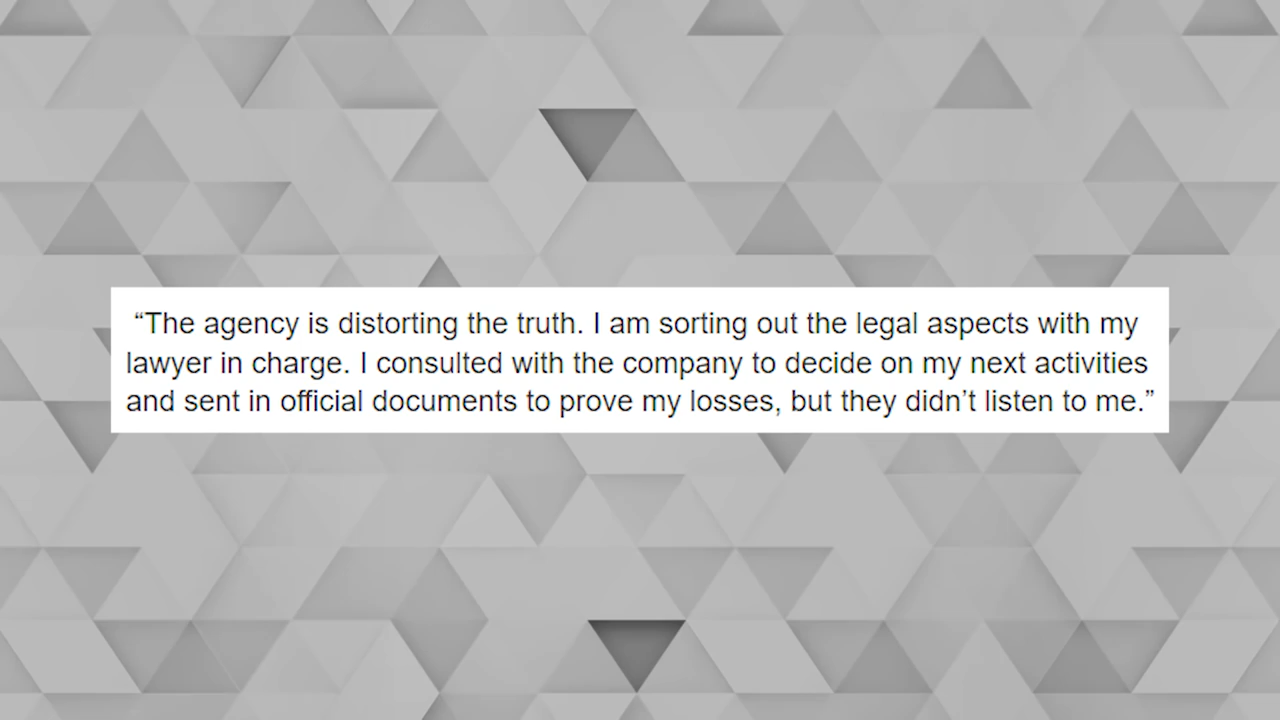 “The agency is distorting the truth. I am sorting out the legal aspects with my
lawyer in charge. I consulted with the company to decide on my next activities
and sent in official documents to prove my losses, but they didn’t listen to me.”